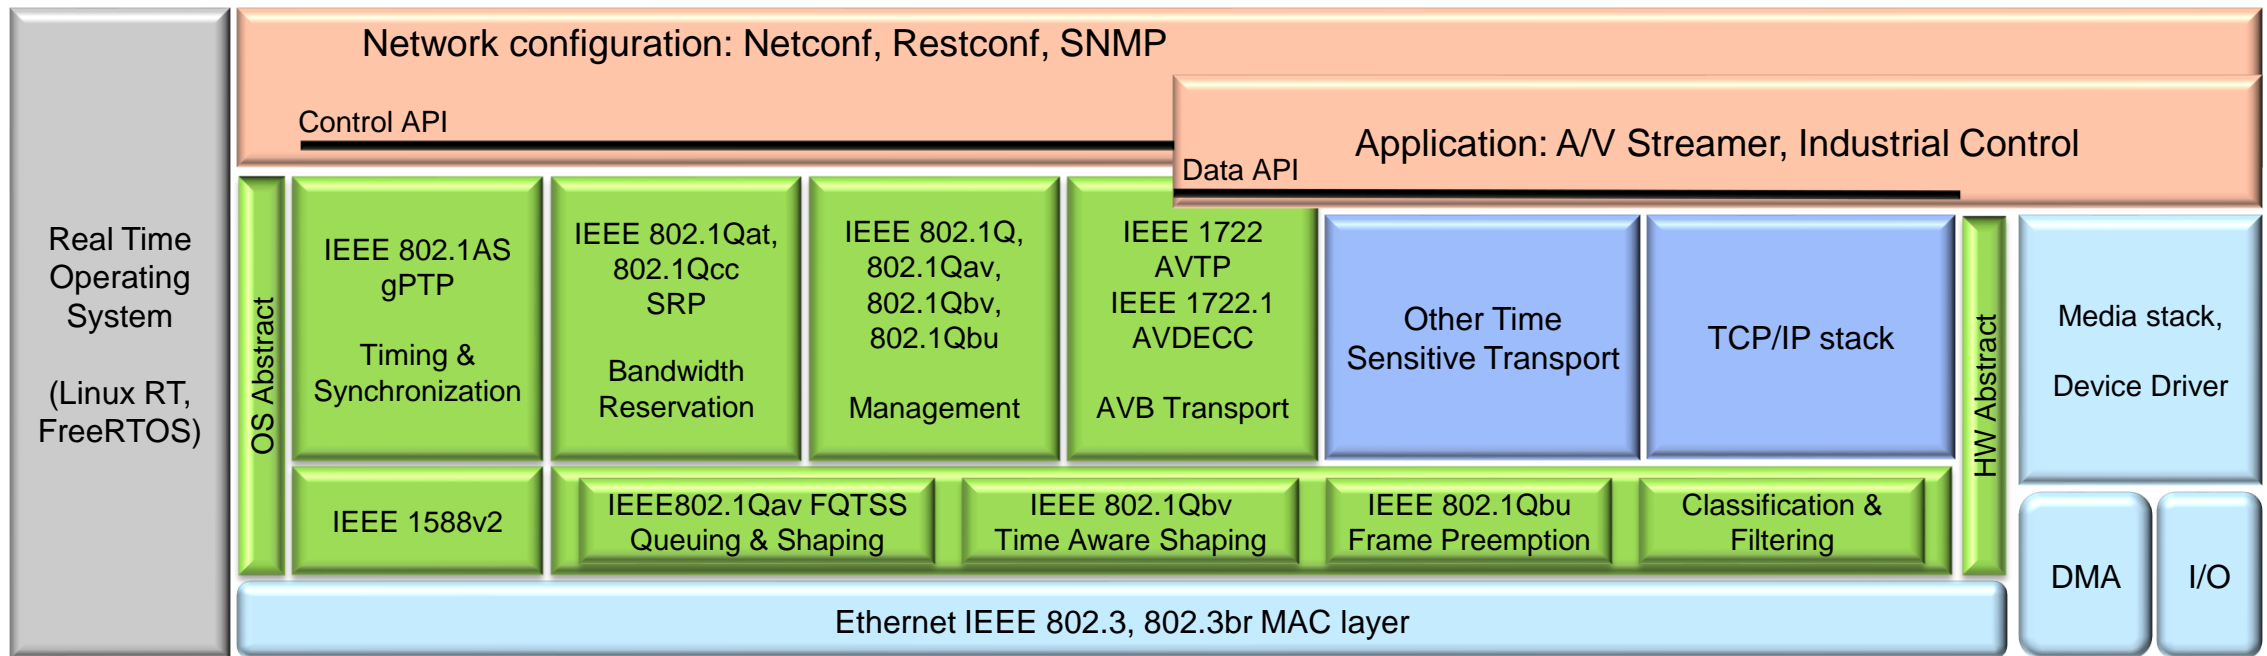 Network configuration: Netconf, Restconf, SNMP
Control API
Application: A/V Streamer, Industrial Control
Data API
Real Time
Operating
System
(Linux RT,
FreeRTOS)
OS Abstract
IEEE 802.1AS
gPTP
Timing &
Synchronization
IEEE 802.1Qat,
802.1Qcc
SRP
Bandwidth
Reservation
IEEE 802.1Q,
802.1Qav,
802.1Qbv,
802.1Qbu
Management
IEEE 1722
AVTP
IEEE 1722.1
AVDECC
AVB Transport
Other Time
Sensitive Transport
TCP/IP stack
HW Abstract
Media stack,
Device Driver
IEEE 1588v2
IEEE802.1Qav FQTSS
Queuing & Shaping
IEEE 802.1Qbv
Time Aware Shaping
IEEE 802.1Qbu
Frame Preemption
Classification &
Filtering
DMA
I/O
Ethernet IEEE 802.3, 802.3br MAC layer